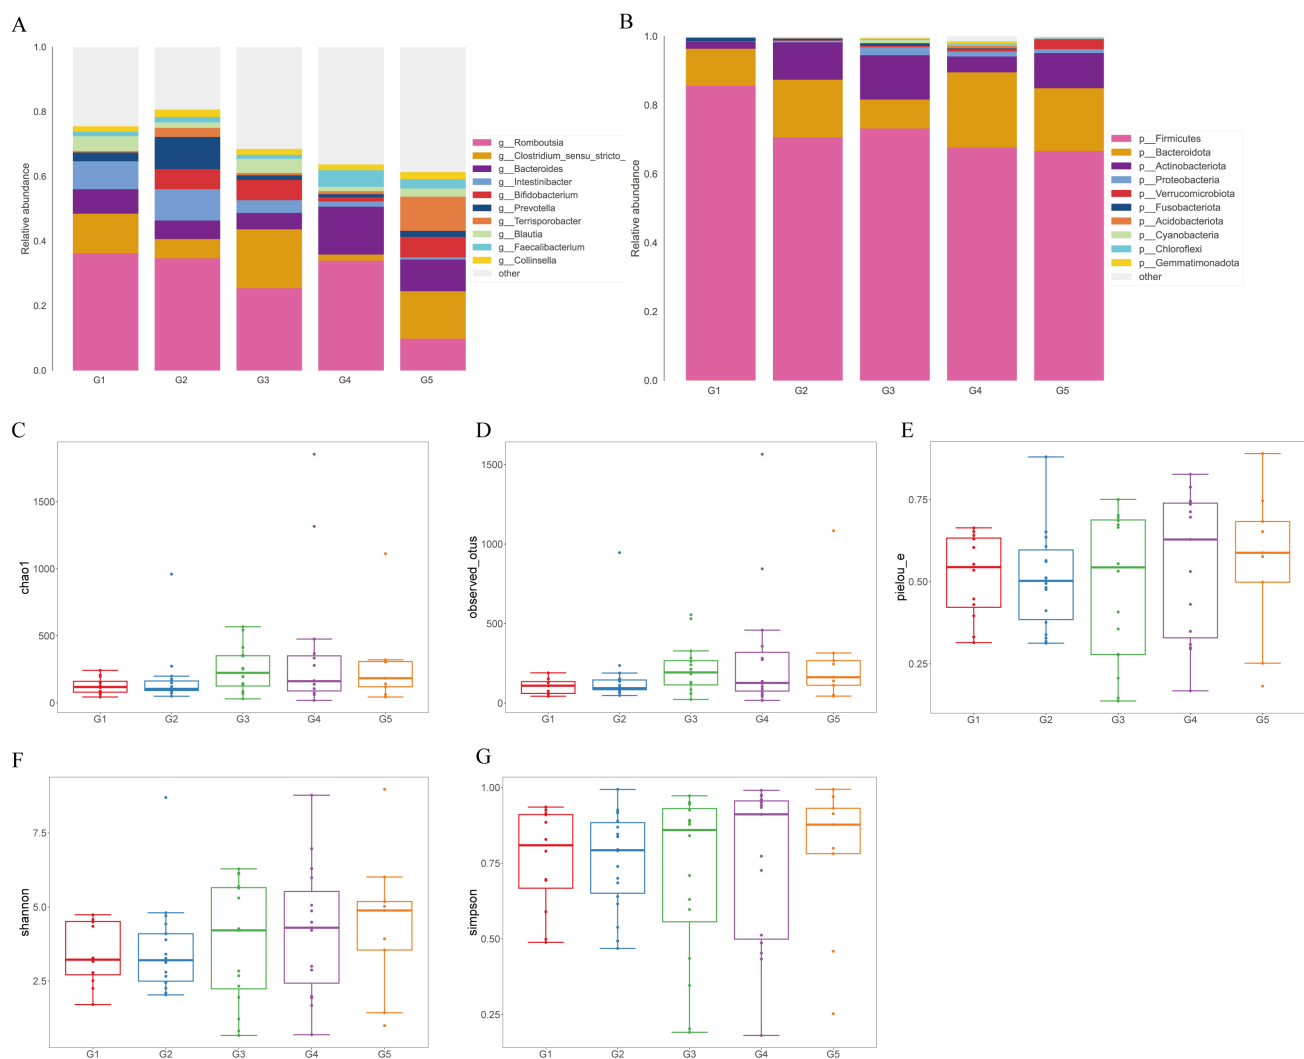 A
1.0
0.8
0.6
0.4
0.2
0.0
Relative abundance
G1 G2 G3 G4 G5
g__Romboutsia
g__Clostridium_sensu_stricto_
g__Bacteroides
g__Intestinibacter
g__Bifidobacterium
g__Prevotella
g__Terrisporobacter
g__Blautia
g__Faecalibacterium
g__Collinsella
other
B
1.0
0.8
0.6
0.4
0.2
0.0
Relative abundance
G1 G2 G3 G4 G5
p__Firmicutes
p__Bacteroidota
p__Actinobacteriota
p__Proteobacteria
p__Verrucomicrobiota
p__Fusobacteriota
p__Acidobacteriota
p__Cyanobacteria
p__Chloroflexi
p__Gemmatimonadota
other
C
1500
1000
500
0
chao1
G1 G2 G3 G4 G5
D
1500
1000
500
0
observed_otus
G1 G2 G3 G4 G5
E
0.75
0.50
0.25
pielou_e
G1 G2 G3 G4 G5
F
7.5
5.0
2.5
shannon
G1 G2 G3 G4 G5
G
1.00
0.75
0.50
0.25
simpson
G1 G2 G3 G4 G5